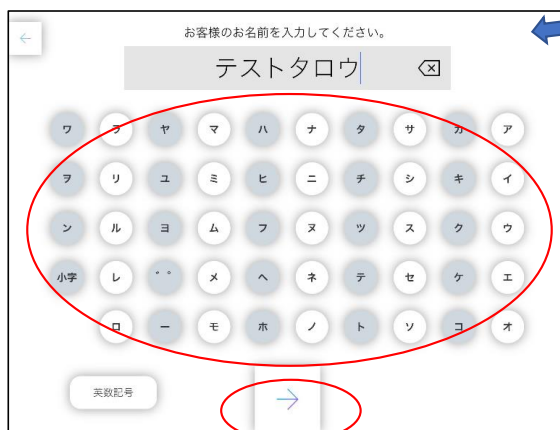 お客様のお名前を入力してください。
テストタロウ
ワ ラ ヤ マ ハ ナ タ サ カ ア
ヲ リ ユ ミ ヒ ニ チ シ キ イ
ン ル ヨ ム フ ヌ ツ ス ク ウ
小字 レ ゛゜ メ ヘ ネ テ セ ケ エ
ロ ー モ ホ ノ ト ソ コ オ
英数記号